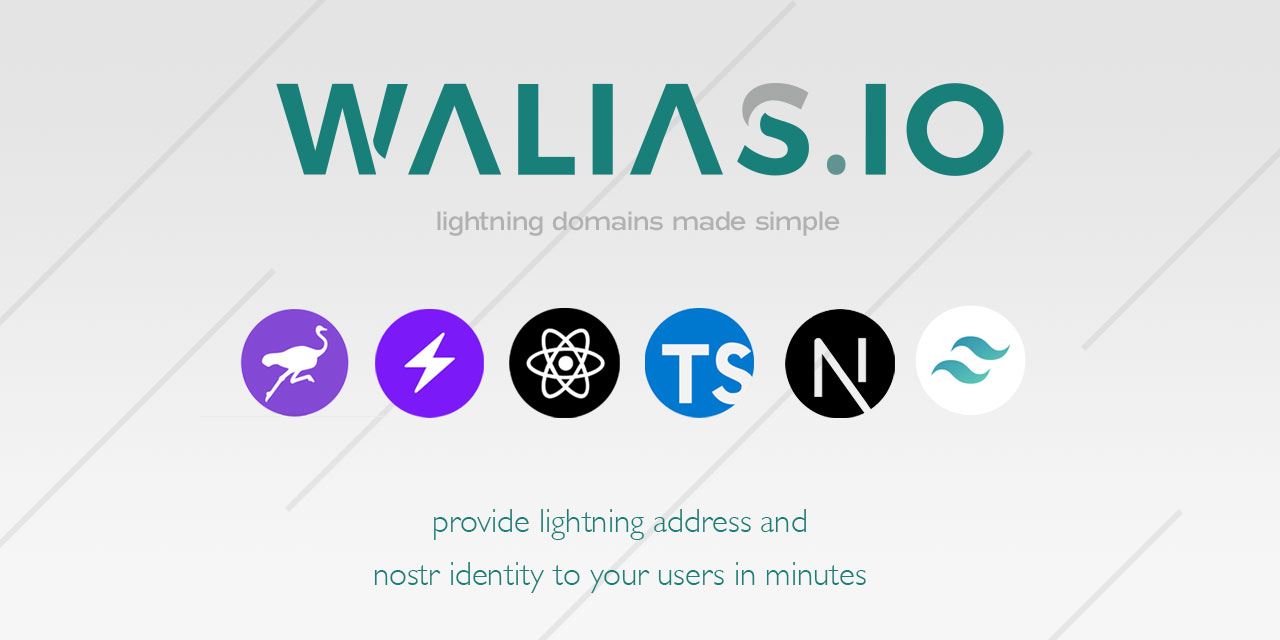 WALIAS.IO
lightning domains made simple
TS
N
provide lightning address and
nostr identity to your users in minutes